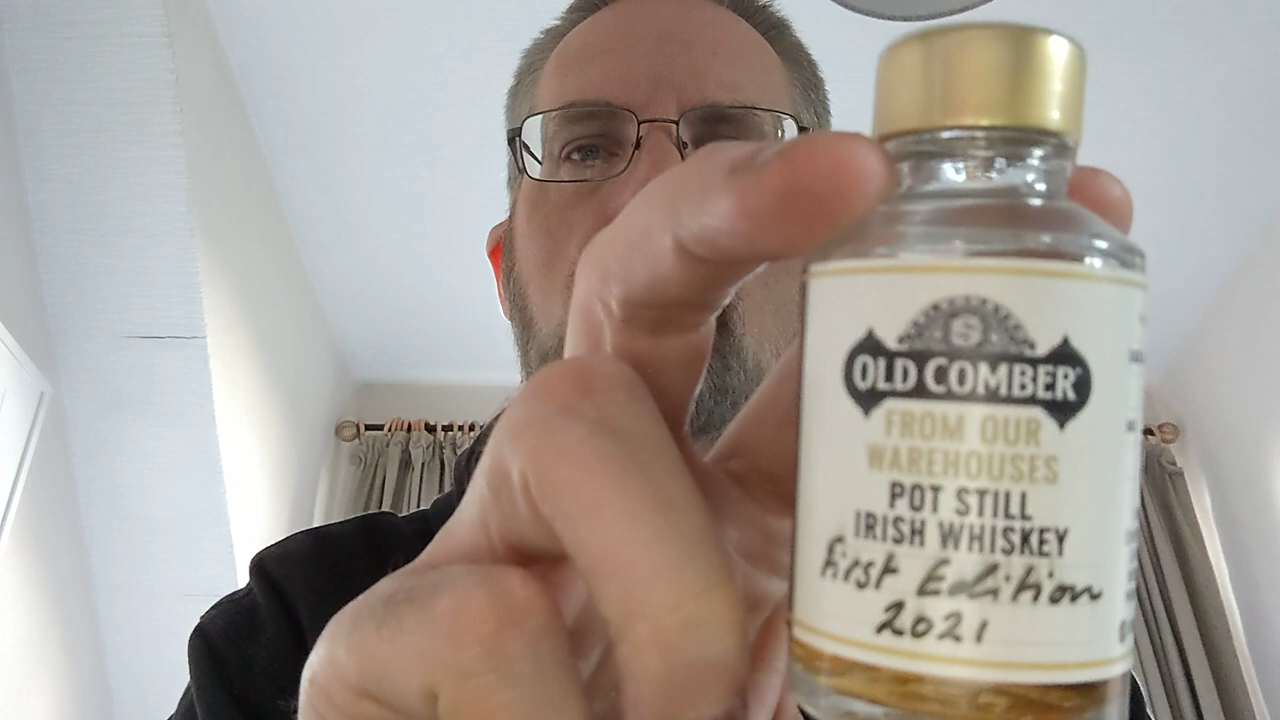 OLD COMBER
FROM OUR
WAREHOUSES
POT STILL
IRISH WHISKEY
First Edition
2021